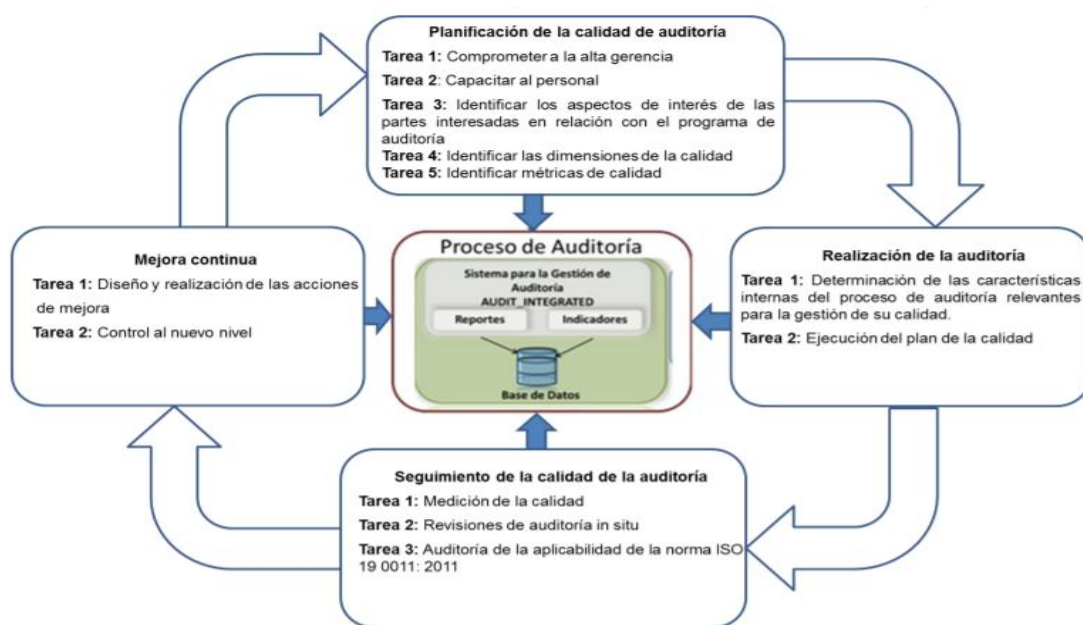 Planificación de la calidad de auditoría
Tarea 1: Comprometer a la alta gerencia
Tarea 2: Capacitar al personal
Tarea 3: Identificar los aspectos de interés de las
partes interesadas en relación con el programa de
auditoría
Tarea 4: Identificar las dimensiones de la calidad
Tarea 5: Identificar métricas de calidad
Mejora continua
Tarea 1: Diseño y realización de las acciones
de mejora
Tarea 2: Control al nuevo nivel
Proceso de Auditoría
Sistema para la Gestión de
Auditoría
AUDIT_INTEGRATED
Reportes
Indicadores
Base de Datos
Realización de la auditoría
Tarea 1: Determinación de las características
internas del proceso de auditoría relevantes
para la gestión de su calidad.
Tarea 2: Ejecución del plan de la calidad
Seguimiento de la calidad de la auditoría
Tarea 1: Medición de la calidad
Tarea 2: Revisiones de auditoría in situ
Tarea 3: Auditoría de la aplicabilidad de la norma ISO
19 0011: 2011